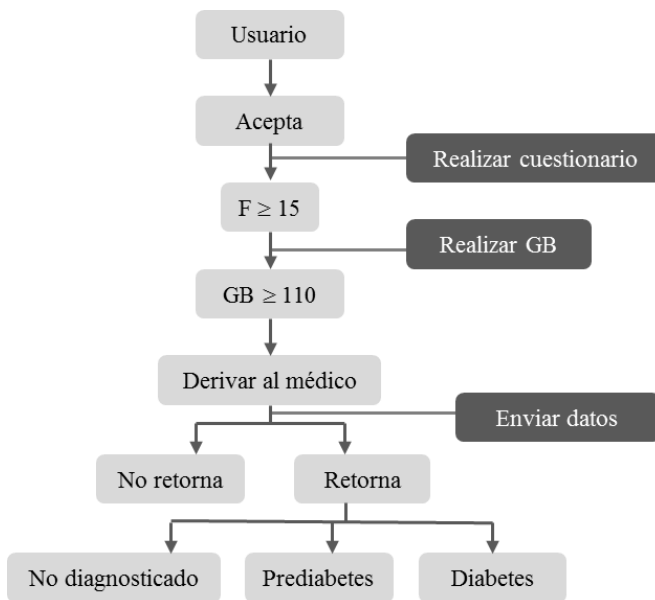 Usuario
Acepta
Realizar cuestionario
F ≥ 15
Realizar GB
GB ≥ 110
Derivar al médico
Enviar datos
No retorna
Retorna
No diagnosticado
Prediabetes
Diabetes